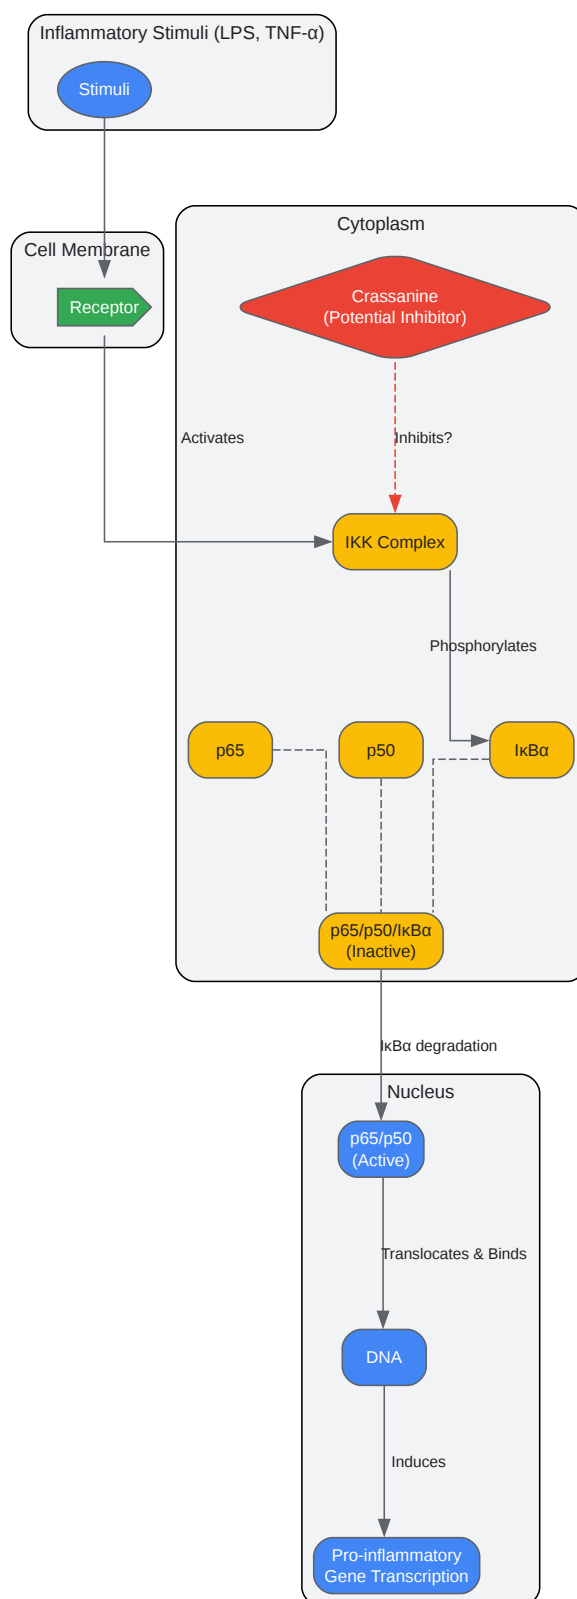 Inflammatory Stimuli (LPS, TNF-α)
Stimuli
Cell Membrane
Receptor
Cytoplasm
Crassanine
(Potential Inhibitor)
Activates
Inhibits?
IKK Complex
Phosphorylates
p65
p50
IκBα
p65/p50/IκBα
(Inactive)
IκBα degradation
Nucleus
p65/p50
(Active)
Translocates & Binds
DNA
Induces
Pro-inflammatory
Gene Transcription